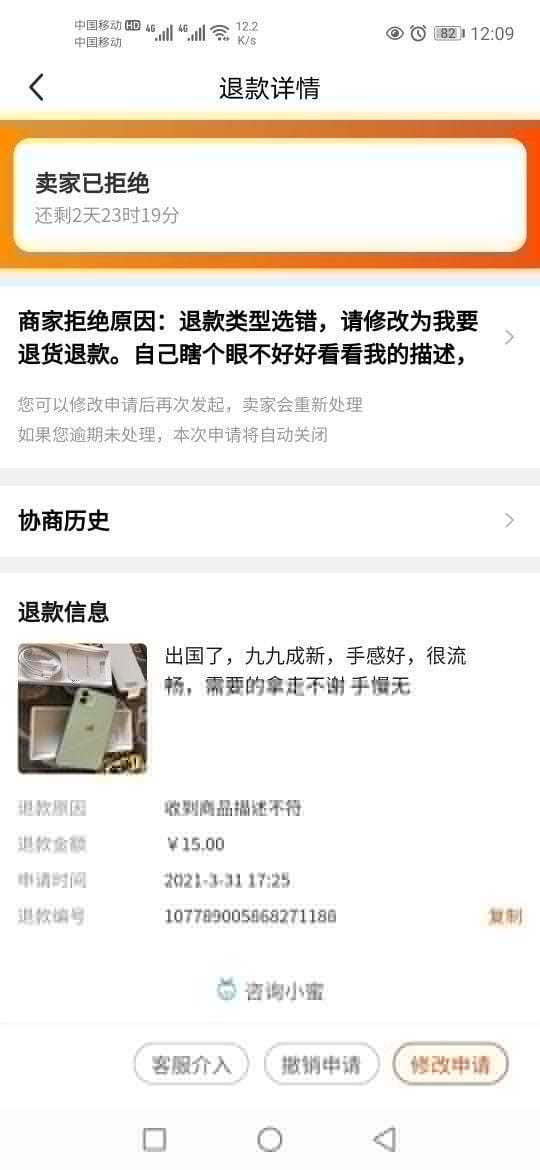 中国移动 HD 4G 4G 12.2 K/s 82 12:09
中国移动
退款详情
卖家已拒绝
还剩2天23时19分
商家拒绝原因：退款类型选错，请修改为我要
退货退款。自己瞎个眼不好好看看我的描述，
您可以修改申请后再次发起，卖家会重新处理
如果您逾期未处理，本次申请将自动关闭
协商历史
退款信息
出国了，九九成新，手感好，很流
畅，需要的拿走不谢 手慢无
退款原因 收到商品描述不符
退款金额 ￥15.00
申请时间 2021-3-31 17:25
退款编号 107789005868271188 复制
咨询小蜜
客服介入 撤销申请 修改申请